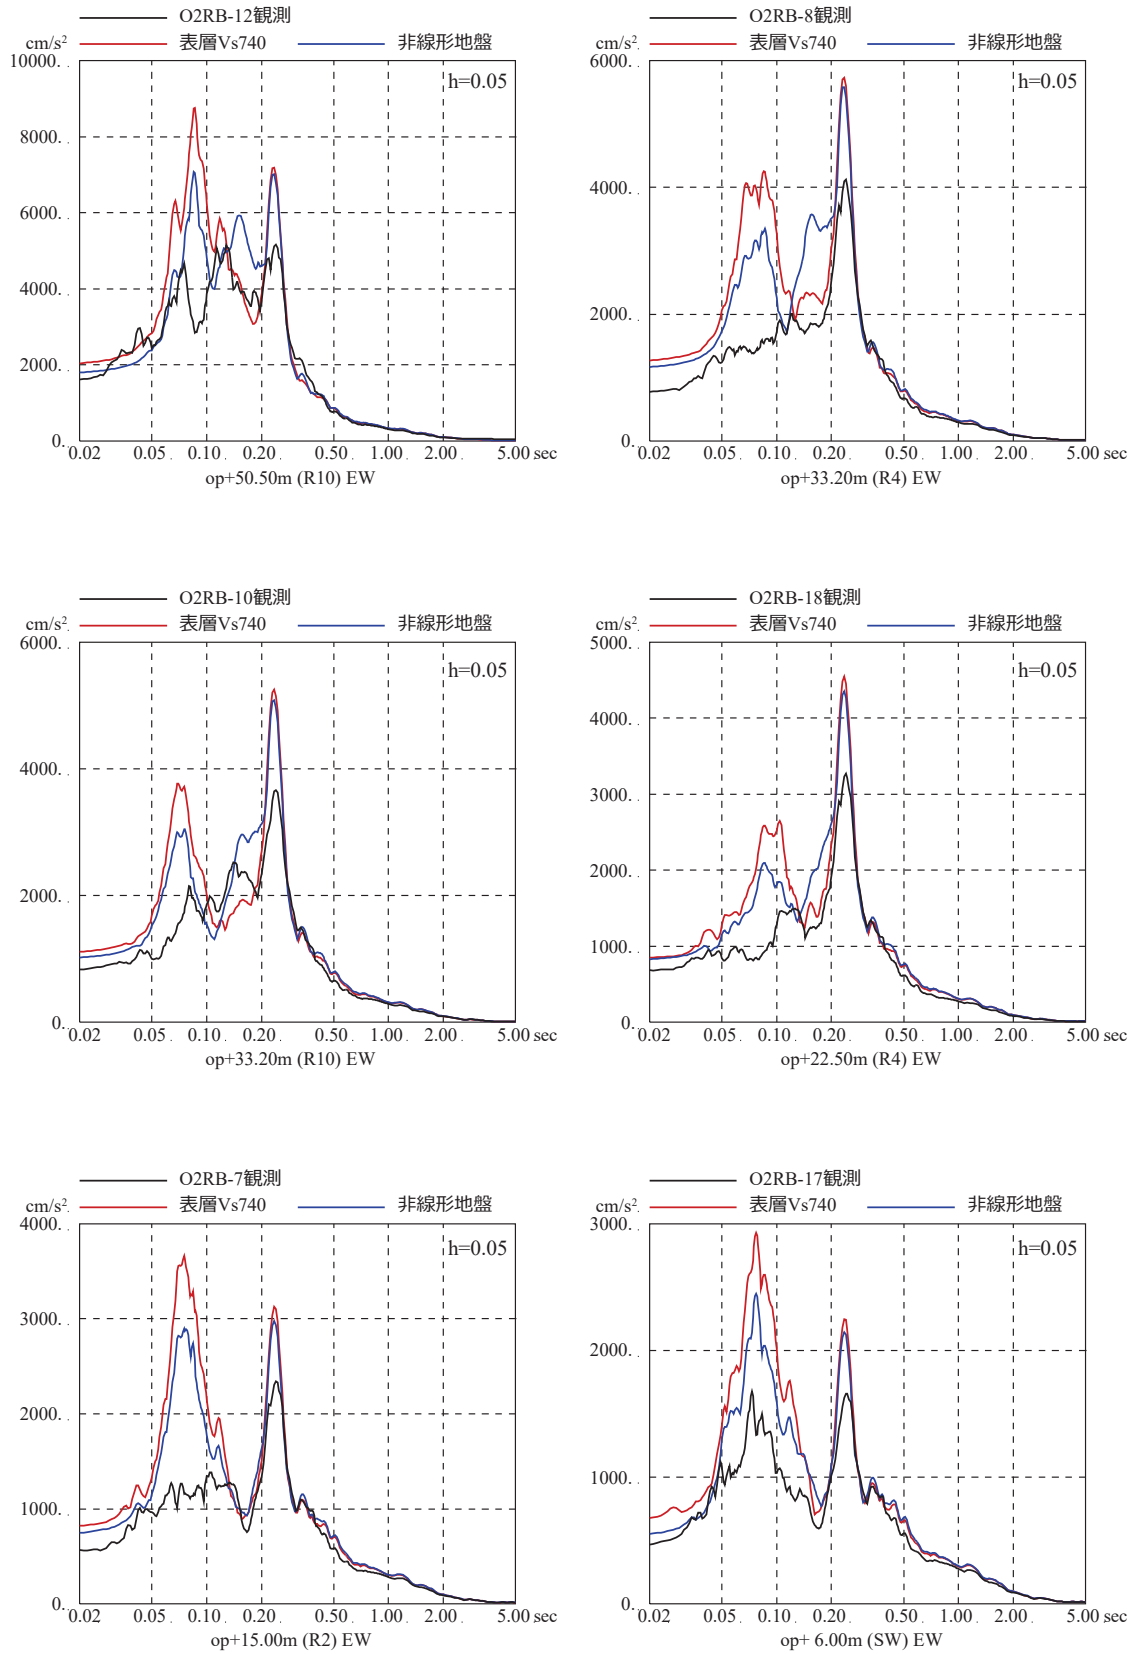 O2RB-12観測
cm/s². 表層Vs740 非線形地盤
10000.
h=0.05
8000.
6000.
4000.
2000.
0.
0.02 0.05 0.10 0.20 0.50 1.00 2.00 5.00 sec
op+50.50m (R10) EW
O2RB-8観測
cm/s². 表層Vs740 非線形地盤
6000.
h=0.05
4000.
2000.
0.
0.02 0.05 0.10 0.20 0.50 1.00 2.00 5.00 sec
op+33.20m (R4) EW
O2RB-10観測
cm/s². 表層Vs740 非線形地盤
6000.
h=0.05
4000.
2000.
0.
0.02 0.05 0.10 0.20 0.50 1.00 2.00 5.00 sec
op+33.20m (R10) EW
O2RB-18観測
cm/s². 表層Vs740 非線形地盤
5000.
h=0.05
4000.
3000.
2000.
1000.
0.
0.02 0.05 0.10 0.20 0.50 1.00 2.00 5.00 sec
op+22.50m (R4) EW
O2RB-7観測
cm/s². 表層Vs740 非線形地盤
4000.
h=0.05
3000.
2000.
1000.
0.
0.02 0.05 0.10 0.20 0.50 1.00 2.00 5.00 sec
op+15.00m (R2) EW
O2RB-17観測
cm/s². 表層Vs740 非線形地盤
3000.
h=0.05
2000.
1000.
0.
0.02 0.05 0.10 0.20 0.50 1.00 2.00 5.00 sec
op+ 6.00m (SW) EW